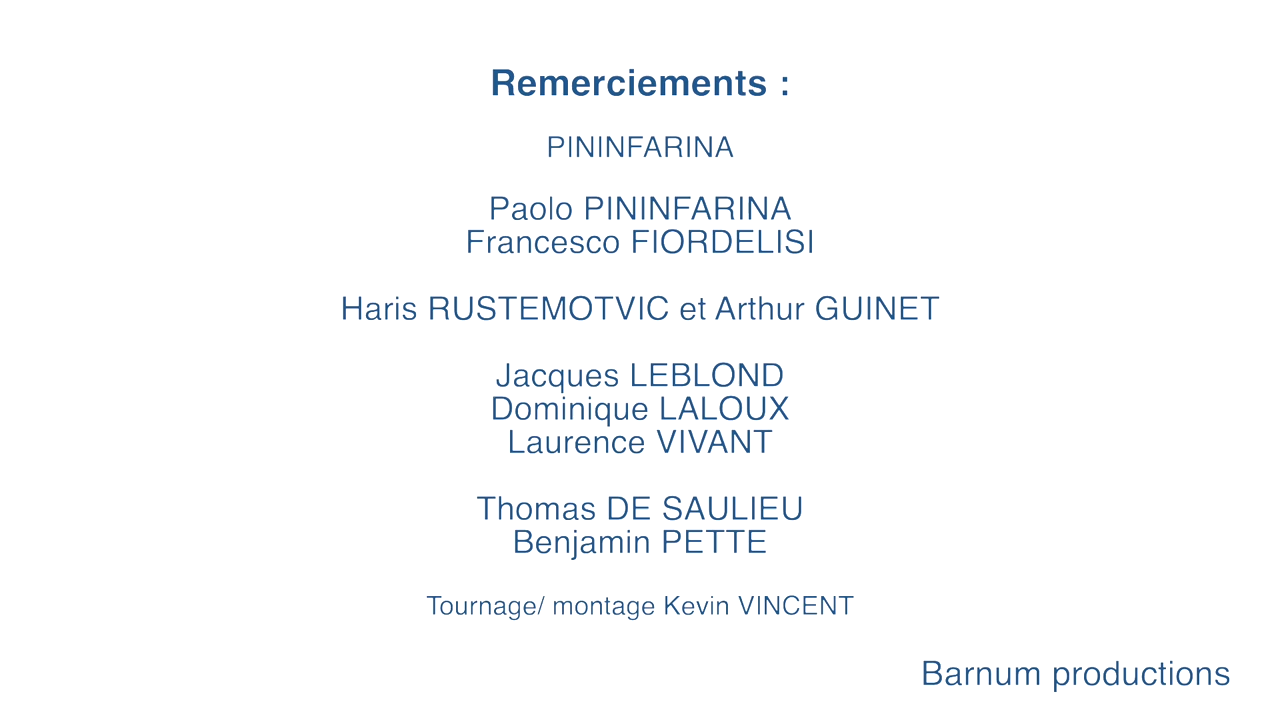 Remerciements :
PININFARINA
Paolo PININFARINA
Francesco FIORDELISI
Haris RUSTEMOTVIC et Arthur GUINET
Jacques LEBLOND
Dominique LALOUX
Laurence VIVANT
Thomas DE SAULIEU
Benjamin PETTE
Tournage/ montage Kevin VINCENT
Barnum productions